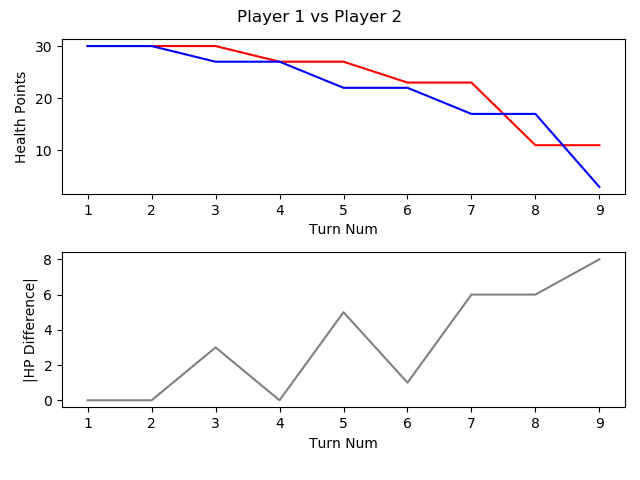 Player 1 vs Player 2
Health Points
30
20
10
1 2 3 4 5 6 7 8 9
Turn Num
|HP Difference|
8
6
4
2
0
1 2 3 4 5 6 7 8 9
Turn Num